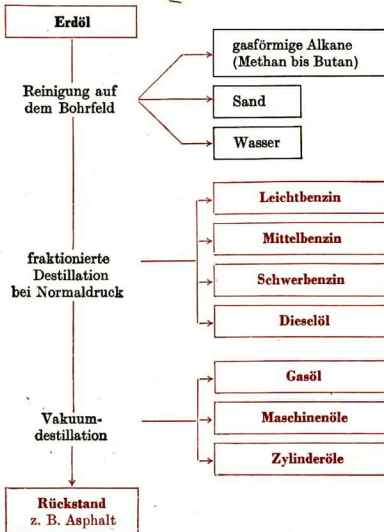 Erdöl
Reinigung auf
dem Bohrfeld
gasförmige Alkane
(Methan bis Butan)
Sand
Wasser
fraktionierte
Destillation
bei Normaldruck
Leichtbenzin
Mittelbenzin
Schwerbenzin
Dieselöl
Vakuum-
destillation
Gasöl
Maschinenöle
Zylinderöle
Rückstand
z. B. Asphalt